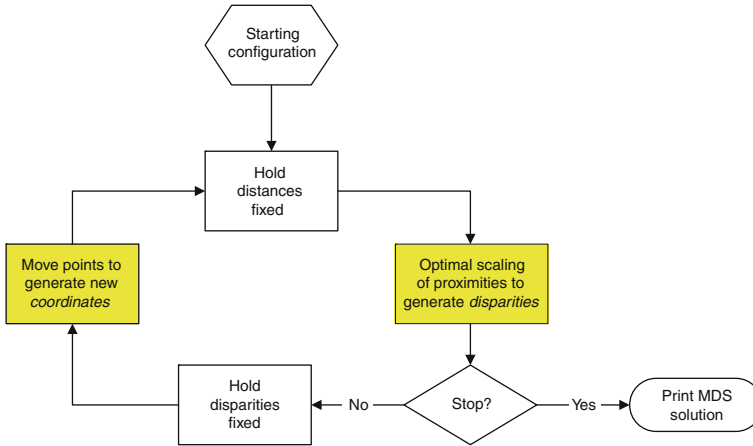 Starting
configuration
Hold
distances
fixed
Move points to
generate new
coordinates
Optimal scaling
of proximities to
generate disparities
Hold
disparities
fixed
No
Stop?
Yes
Print MDS
solution